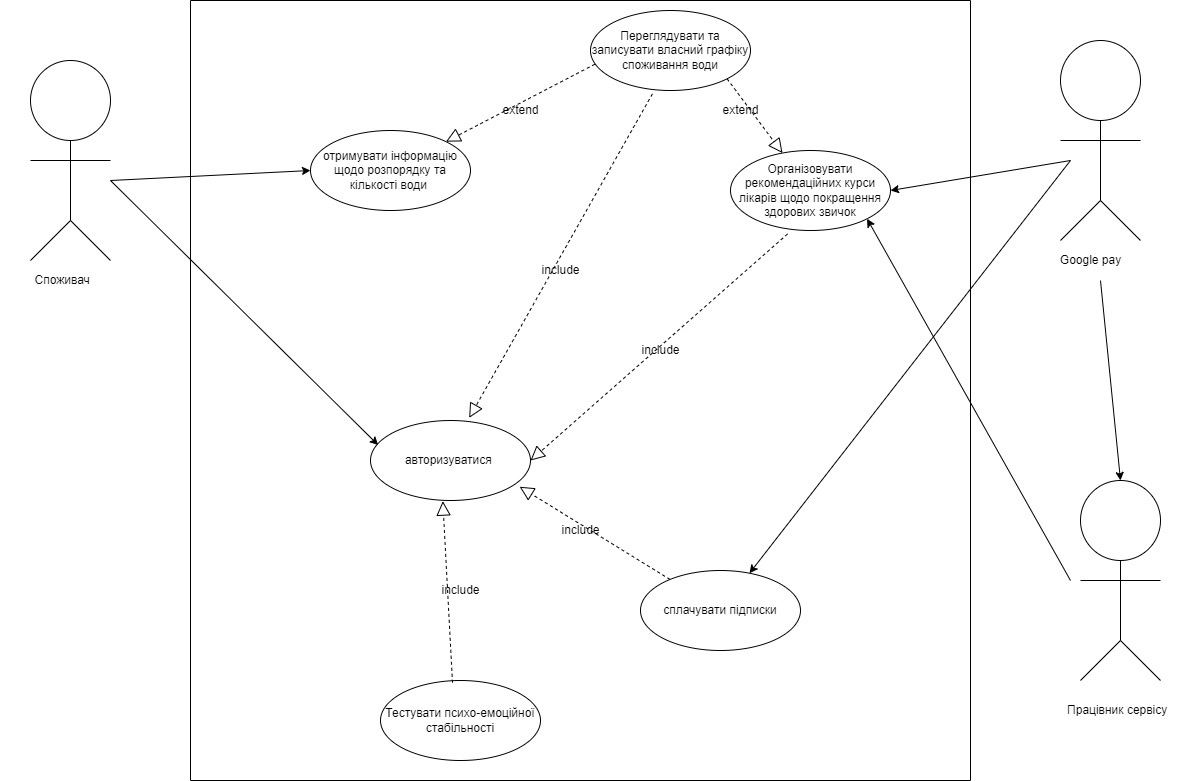 Переглядувати та
записувати власний графіку
споживання води
extend
extend
отримувати інформацію
щодо розпорядку та
кількості води
Організовувати
рекомендаційних курси
лікарів щодо покращення
здорових звичок
Споживач
Google pay
include
include
авторизуватися
include
include
сплачувати підписки
Тестувати психо-емоційної
стабільності
Працівник сервісу